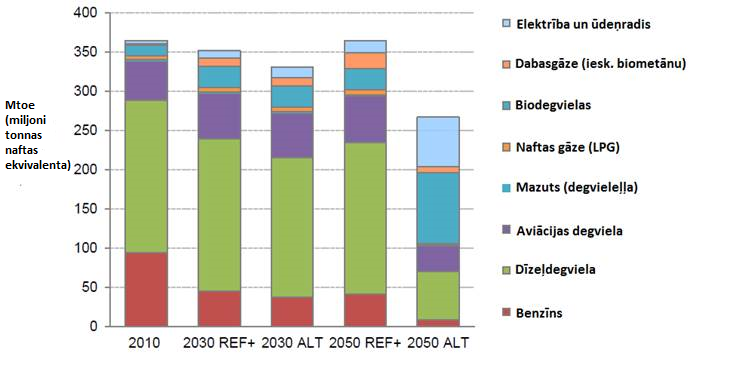 400
350
300
250
200
150
100
50
0
Mtoe
(miljoni
tonnas
naftas
ekvivalenta)
2010
2030 REF+
2030 ALT
2050 REF+
2050 ALT
Elektrība un ūdeņradis
Dabasgāze (iesk. biometānu)
Biodegvielas
Naftas gāze (LPG)
Mazuts (degvieleļļa)
Aviācijas degviela
Dīzeļdegviela
Benzīns